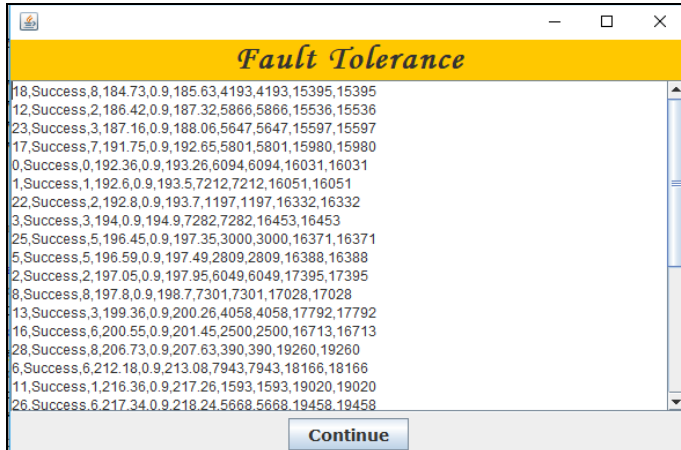 Fault Tolerance
18,Success,8,184.73,0.9,185.63,4193,4193,15395,15395
12,Success,2,186.42,0.9,187.32,5866,5866,15536,15536
23,Success,3,187.16,0.9,188.06,5647,5647,15597,15597
17,Success,7,191.75,0.9,192.65,5801,5801,15980,15980
0,Success,0,192.36,0.9,193.26,6094,6094,16031,16031
1,Success,1,192.6,0.9,193.5,7212,7212,16051,16051
22,Success,2,192.8,0.9,193.7,1197,1197,16332,16332
3,Success,3,194,0.9,194.9,7282,7282,16453,16453
25,Success,5,196.45,0.9,197.35,3000,3000,16371,16371
5,Success,5,196.59,0.9,197.49,2809,2809,16388,16388
2,Success,2,197.05,0.9,197.95,6049,6049,17395,17395
8,Success,8,197.8,0.9,198.7,7301,7301,17028,17028
13,Success,3,199.36,0.9,200.26,4058,4058,17792,17792
16,Success,6,200.55,0.9,201.45,2500,2500,16713,16713
28,Success,8,206.73,0.9,207.63,390,390,19260,19260
6,Success,6,212.18,0.9,213.08,7943,7943,18166,18166
11,Success,1,216.36,0.9,217.26,1593,1593,19020,19020
26,Success,6,217.34,0.9,218.24,5668,5668,19458,19458
Continue